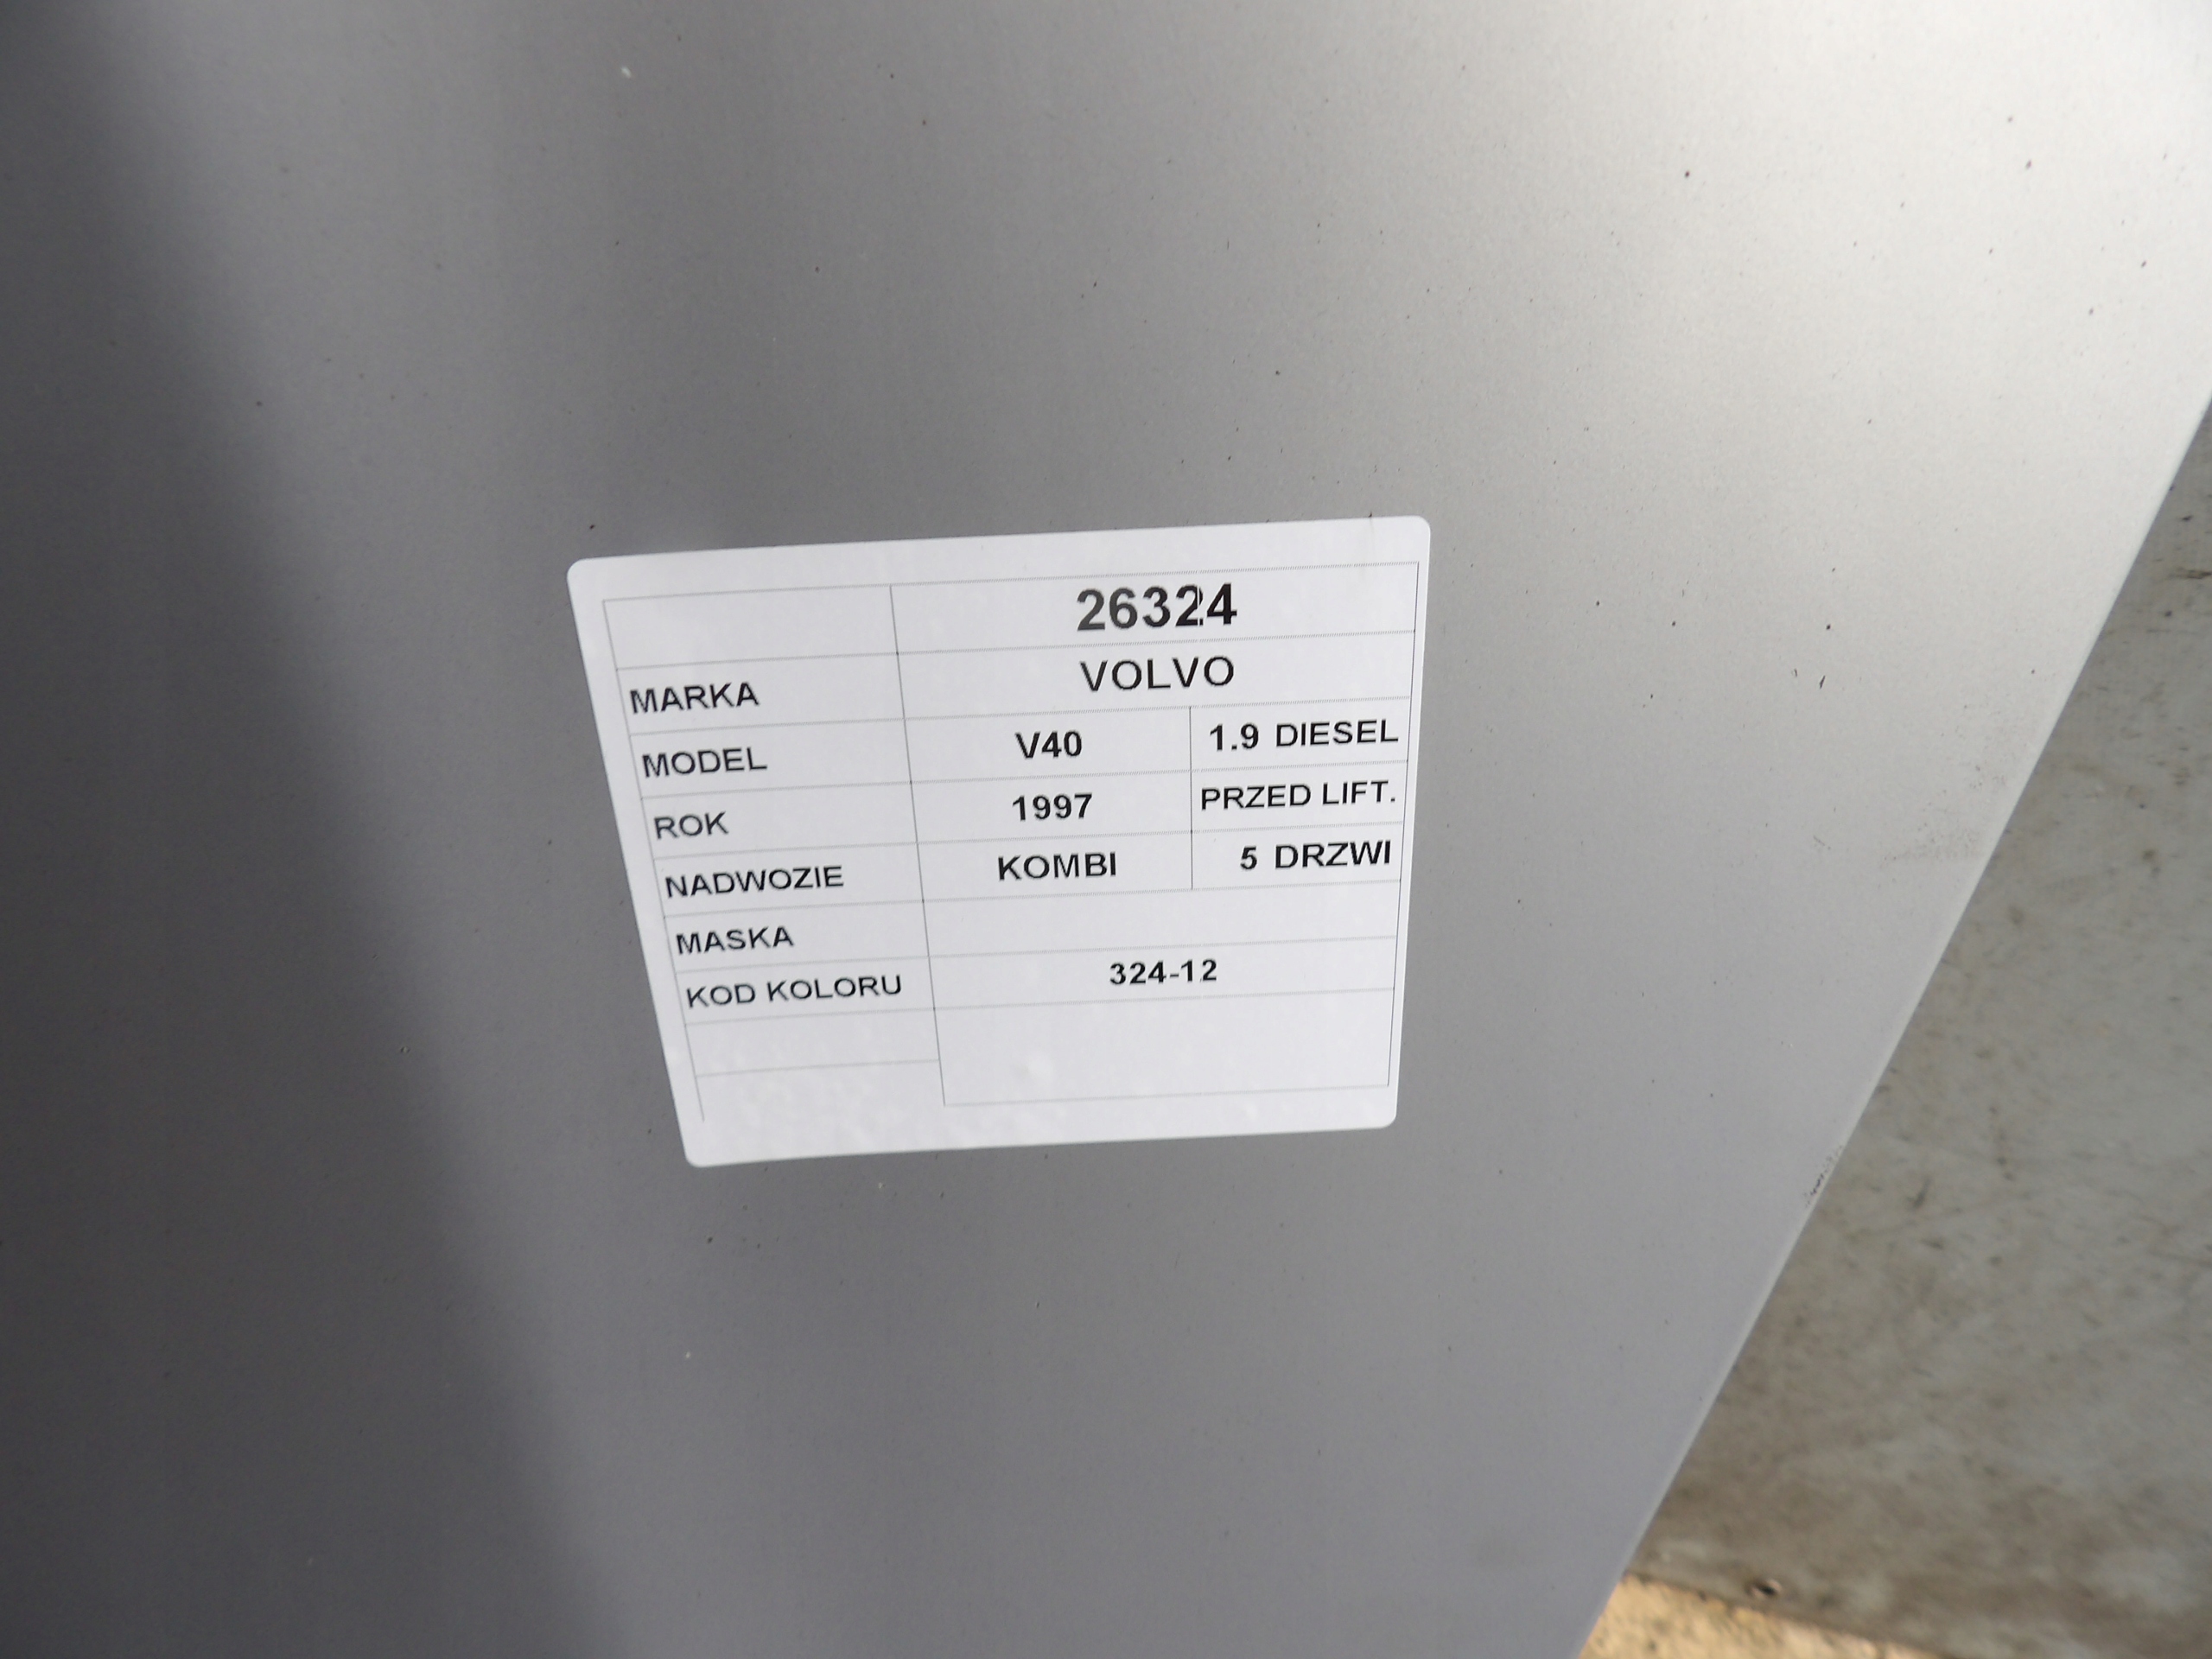 26324
MARKA VOLVO
MODEL V40 1.9 DIESEL
ROK 1997 PRZED LIFT.
NADWOZIE KOMBI 5 DRZWI
MASKA
KOD KOLORU 324-12